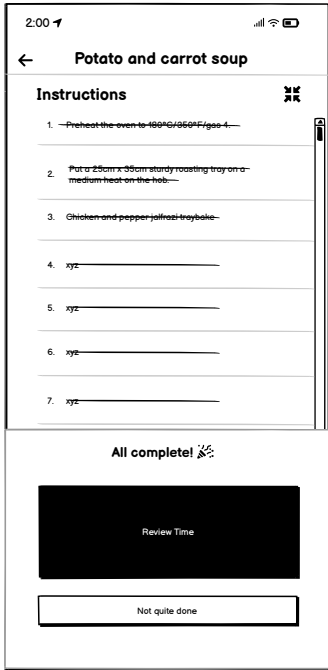 2:00
Potato and carrot soup
Instructions
1. Preheat the oven to 180°C/350°F/gas 4.
2. Put a 25cm x 35cm sturdy roasting tray on a
medium heat on the hob.
3. Chicken and pepper jalfrazi traybake
4. xyz
5. xyz
6. xyz
7. xyz
All complete! 🎉
Review Time
Not quite done